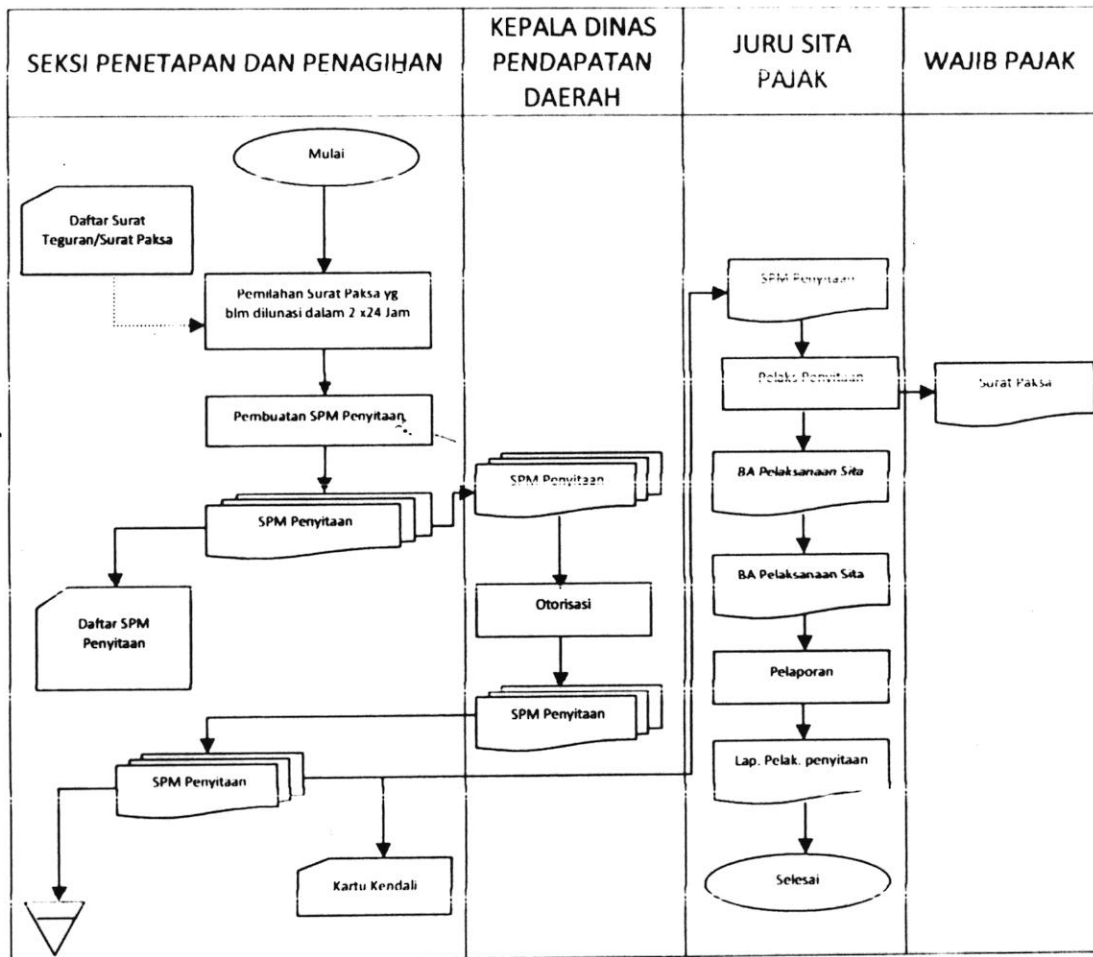 SEKSI PENETAPAN DAN PENAGIHAN
KEPALA DINAS
PENDAPATAN
DAERAH
JURU SITA
PAJAK
WAJIB PAJAK
Mulai
Daftar Surat
Teguran/Surat Paksa
Pemilahan Surat Paksa yg
blm dilunasi dalam 2 x24 Jam
Pembuatan SPM Penyitaan
SPM Penyitaan
Daftar SPM
Penyitaan
SPM Penyitaan
Kartu Kendali
SPM Penyitaan
Otorisasi
SPM Penyitaan
SPM Penyitaan
Pelaks Penyitaan
BA Pelaksanaan Sita
BA Pelaksanaan Sita
Pelaporan
Lap. Pelak. penyitaan
Selesai
Surat Paksa